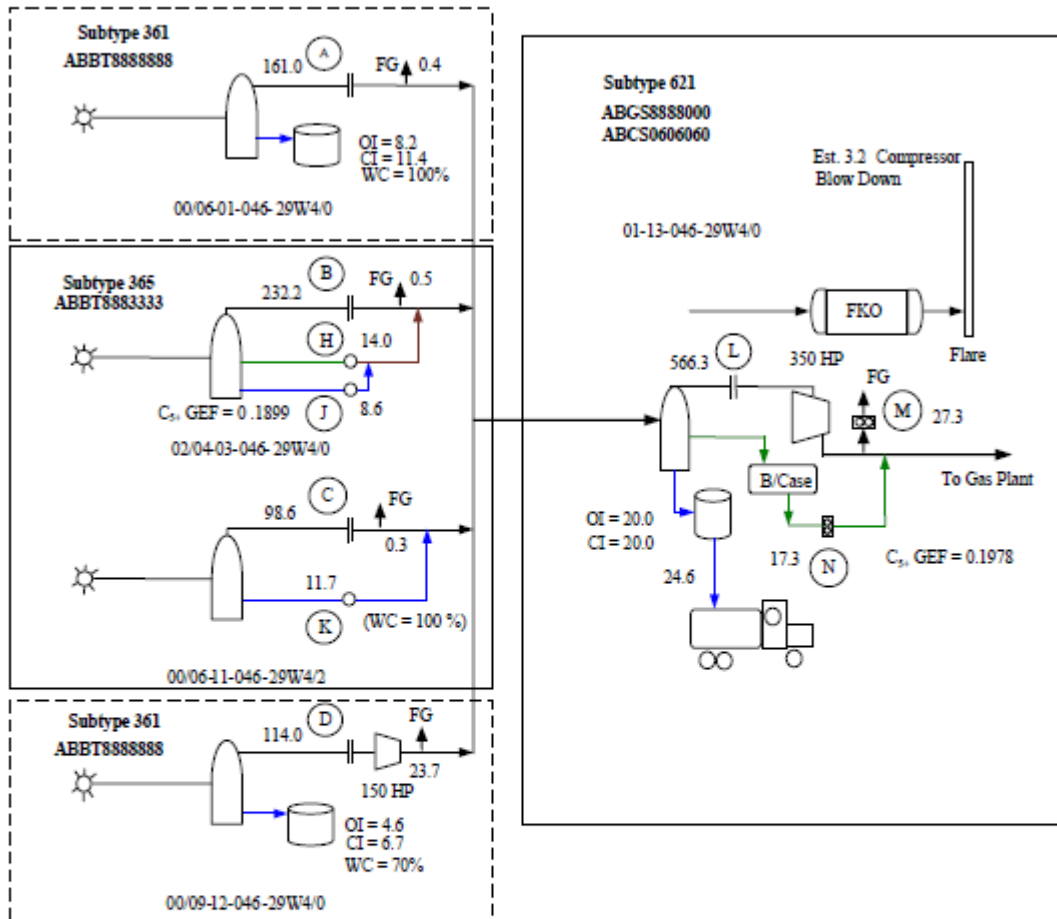 Subtype 361
ABBT8888888
A
161.0
FG
0.4
OI = 8.2
CI = 11.4
WC = 100%
00/06-01-046- 29W4/0
Subtype 365
ABBT8883333
B
232.2
FG
0.5
H
14.0
J
8.6
C5+ GEF = 0 .1899
02/04-03-046- 29W4/0
C
98.6
FG
0.3
11.7
K
(WC = 100 %)
00/06-11-046-29W4/2
Subtype 361
ABBT8888888
D
114.0
FG
23.7
150 HP
OI = 4.6
CI = 6.7
WC = 70%
00/09-12-046-29W4/0
Subtype 621
ABGS8888000
ABCS0606060
Est. 3.2 Compressor
Blow Down
01-13-046-29W4/0
FKO
Flare
L
350 HP
566.3
FG
M
27.3
B/Case
To Gas Plant
OI = 20.0
CI = 20.0
17.3
N
C5+ GEF = 0.1978
24.6